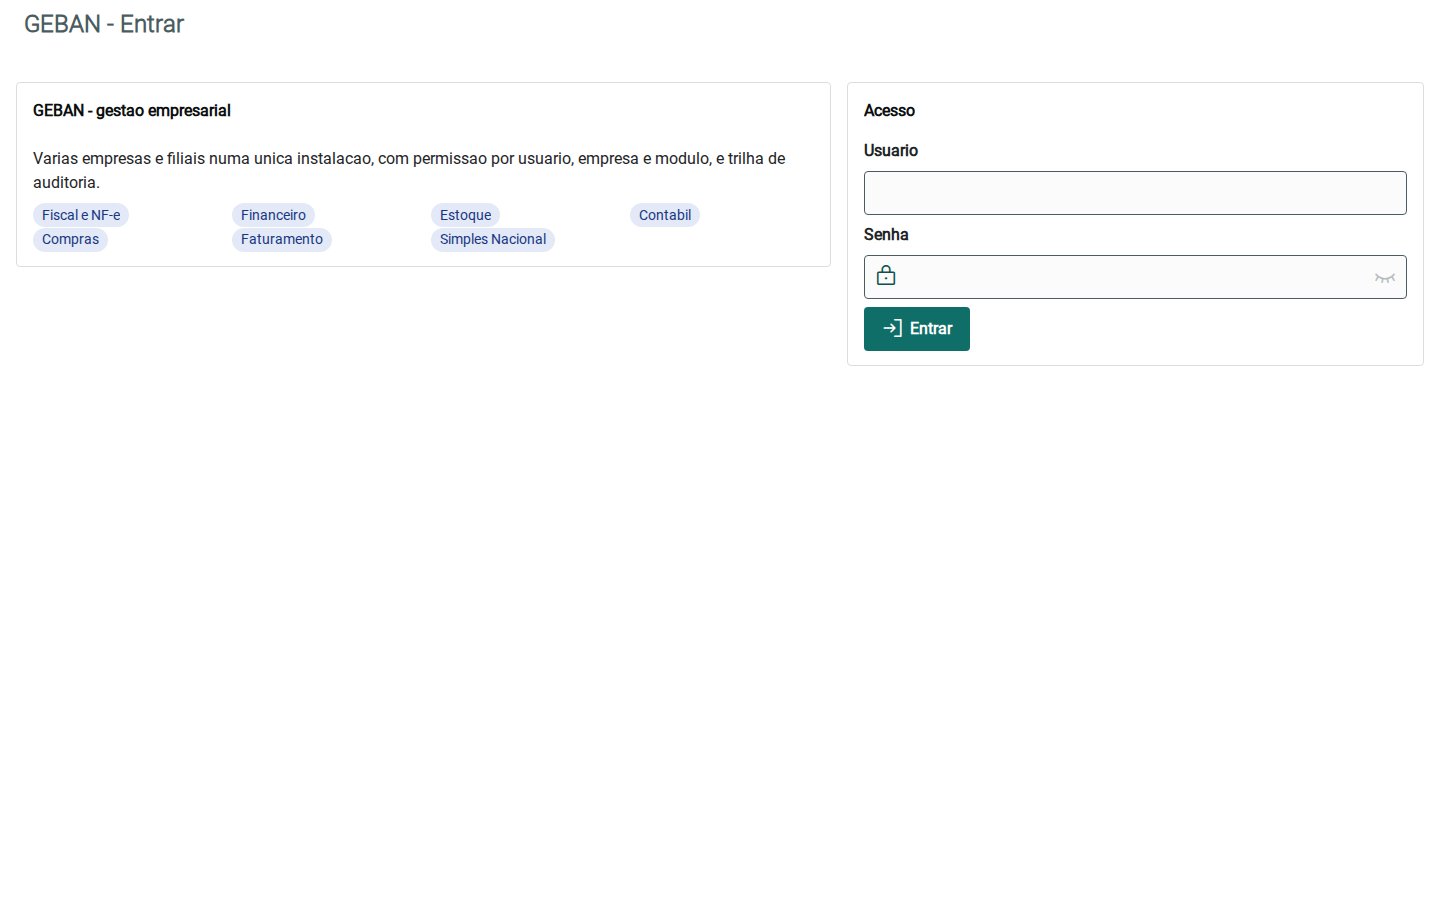 GEBAN - Entrar
GEBAN - gestao empresarial
Varias empresas e filiais numa unica instalacao, com permissao por usuario, empresa e modulo, e trilha de
auditoria.
Fiscal e NF-e
Financeiro
Estoque
Contabil
Compras
Faturamento
Simples Nacional
Acesso
Usuario
Senha
Entrar